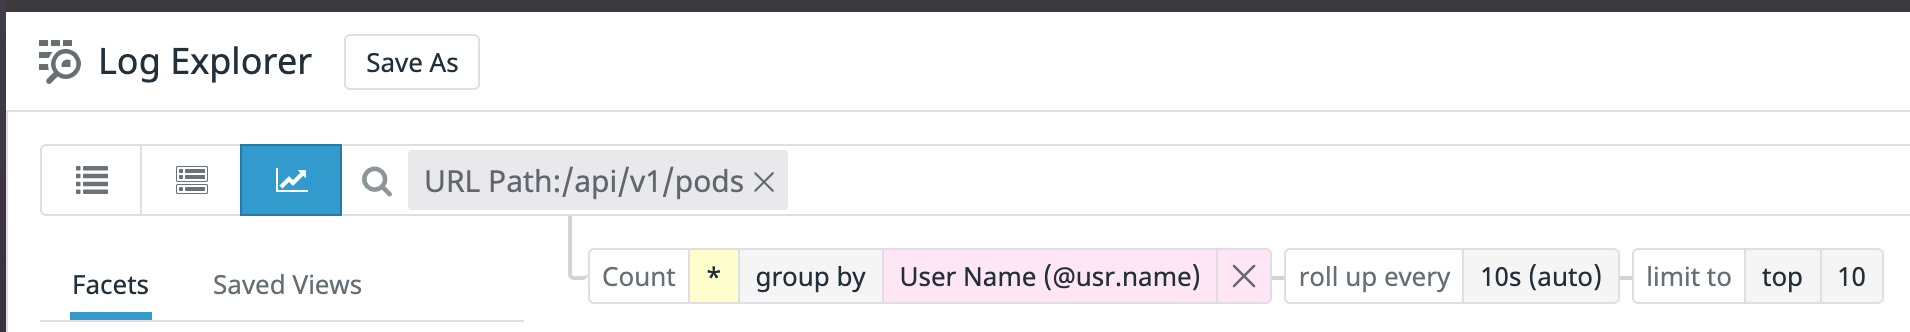 Log Explorer Save As
URL Path:/api/v1/pods
Count * group by User Name (@usr.name) roll up every 10s (auto) limit to top 10
Facets Saved Views